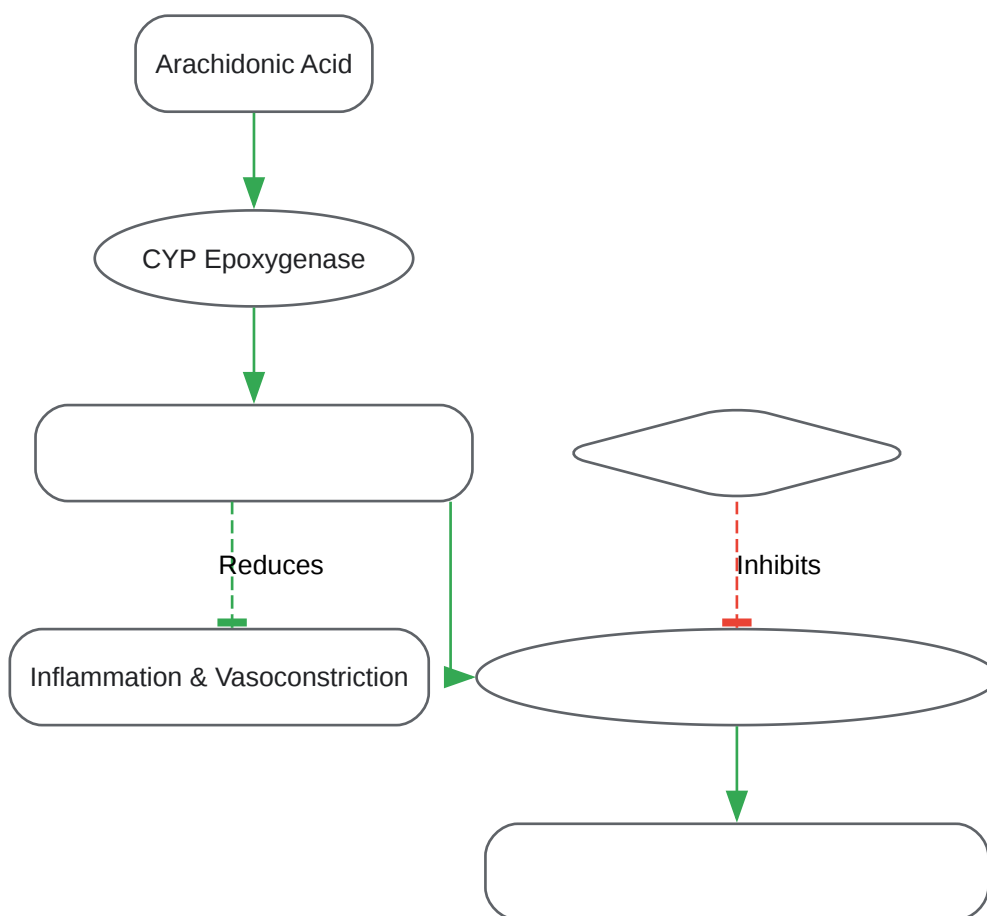 Arachidonic Acid
CYP Epoxygenase
Reduces
Inhibits
Inflammation & Vasoconstriction